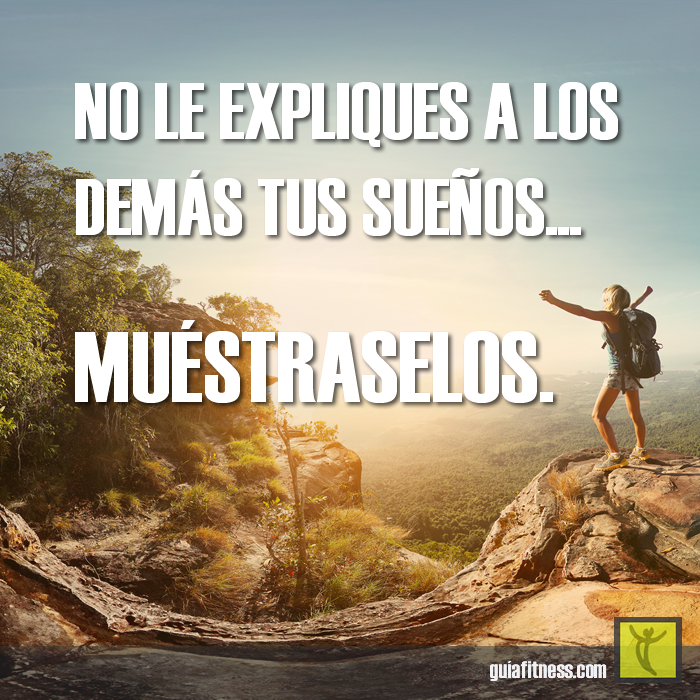 NO LE EXPLIQUES A LOS
DEMÁS TUS SUEÑOS...
MUÉSTRASELOS.
guiafitness.com